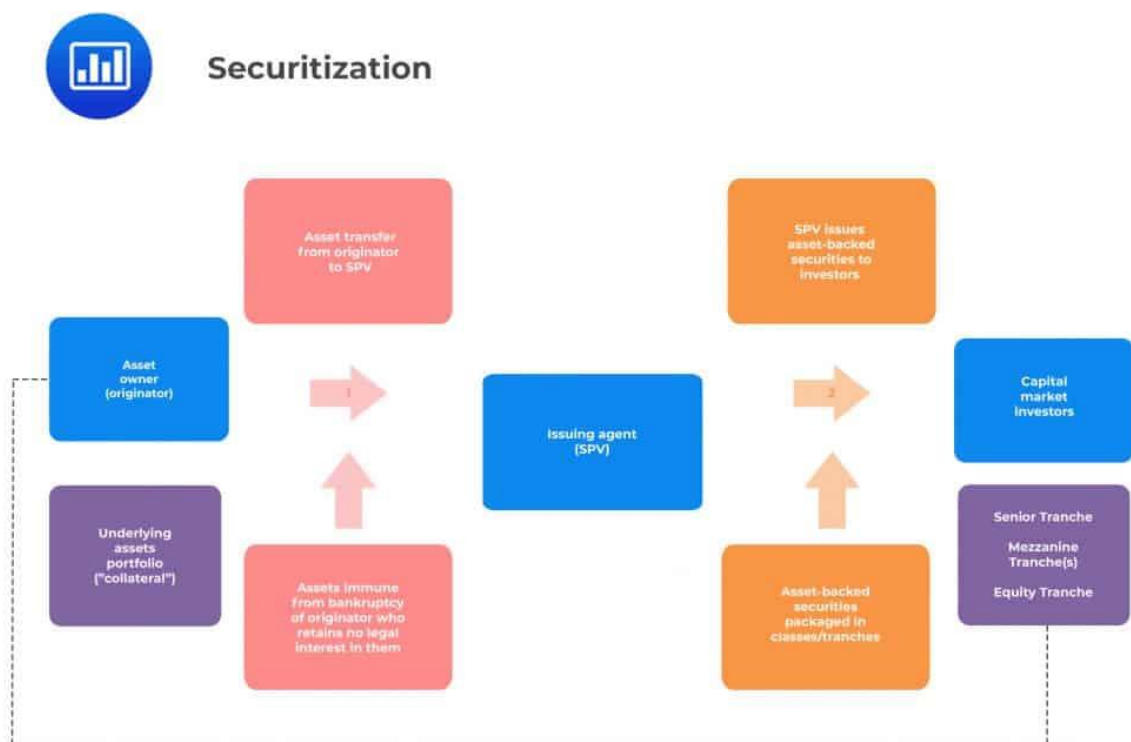 Securitization
Asset transfer
from originator
to SPV
SPV issues
asset-backed
securities to
investors
Asset
owner
(originator)
1
2
Capital
market
investors
Issuing agent
(SPV)
Underlying
assets
portfolio
("collateral")
Senior Tranche
Mezzanine
Tranche(s)
Equity Tranche
Assets immune
from bankruptcy
of originator who
retains no legal
interest in them
Asset-backed
securities
packaged in
classes/tranches